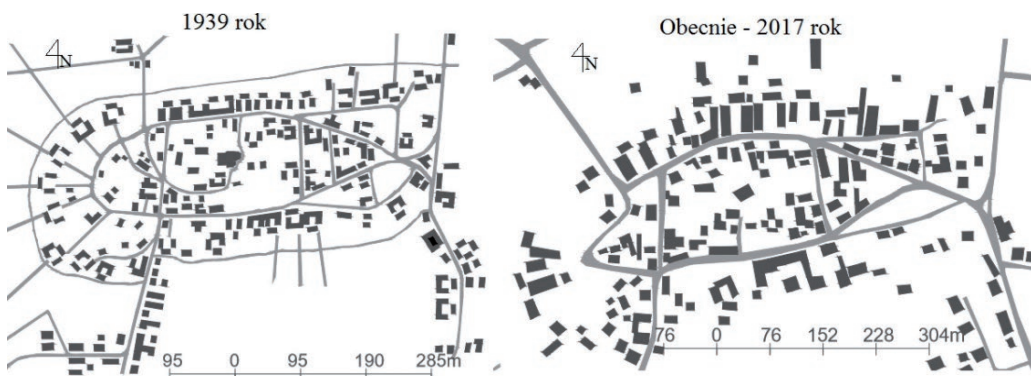 1939 rok
N
95 0 95 190 285m
Obecnie - 2017 rok
N
76 0 76 152 228 304m